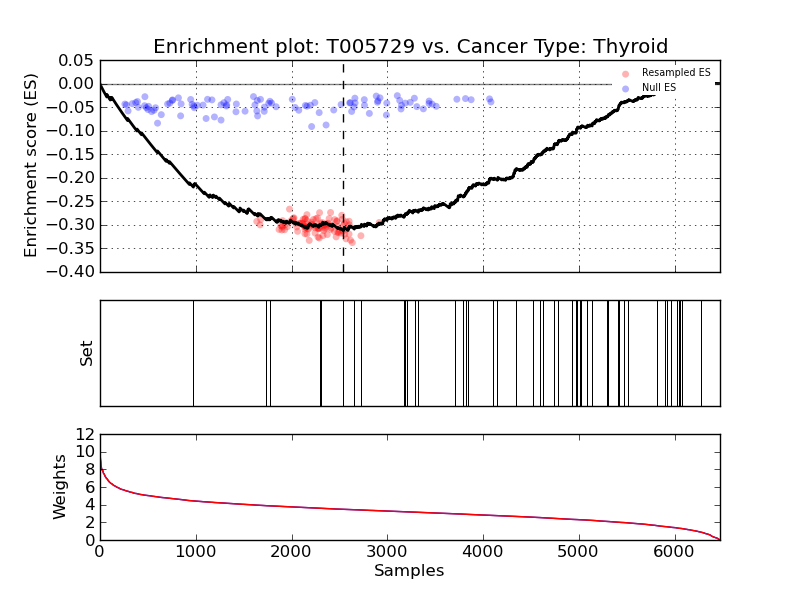 Enrichment plot: T005729 vs. Cancer Type: Thyroid
Enrichment score (ES)
0.05
0.00
−0.05
−0.10
−0.15
−0.20
−0.25
−0.30
−0.35
−0.40
Resampled ES
Null ES
Set
Weights
12
10
8
6
4
2
0
0 1000 2000 3000 4000 5000 6000
Samples